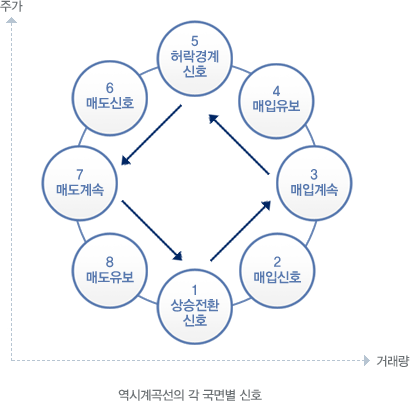 주가
5
허락경계
신호
6
매도신호
4
매입유보
7
매도계속
3
매입계속
8
매도유보
2
매입신호
1
상승전환
신호
거래량
역시계곡선의 각 국면별 신호